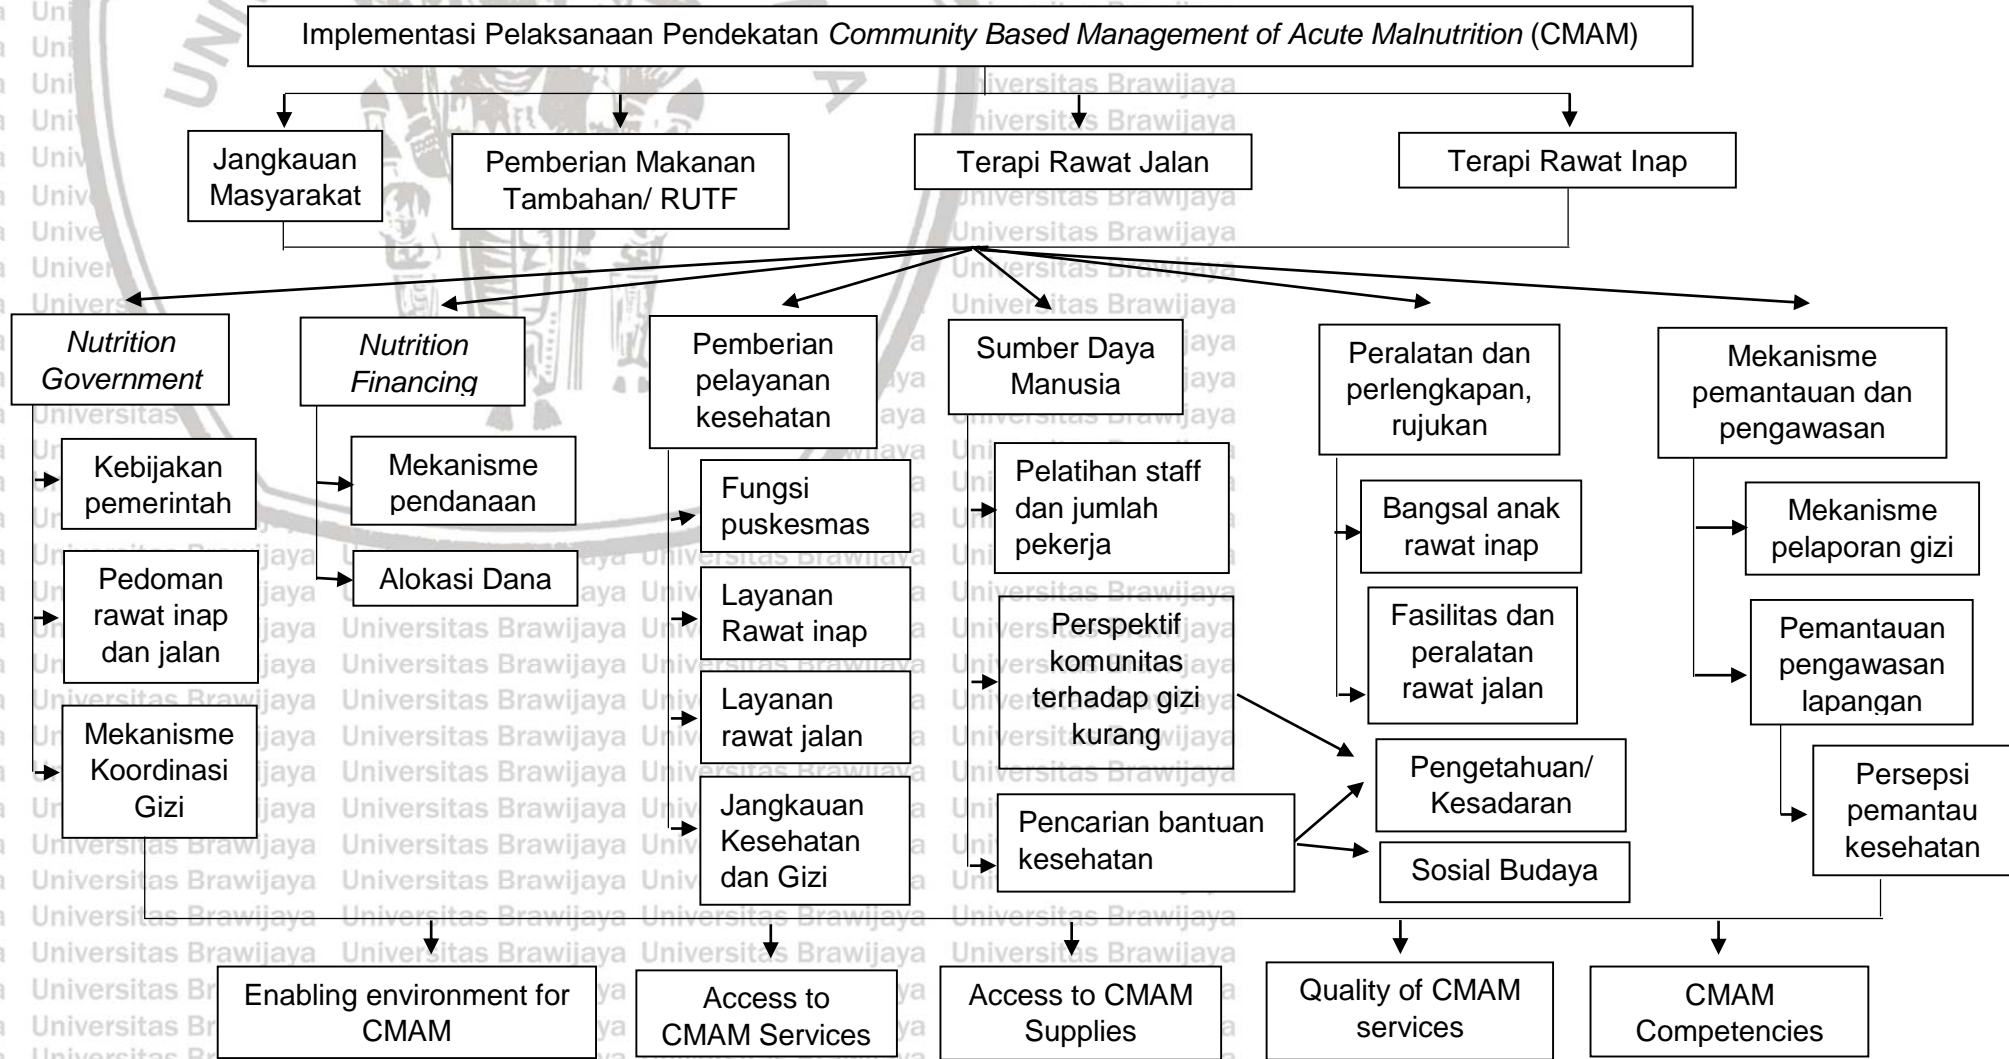 Implementasi Pelaksanaan Pendekatan Community Based Management of Acute Malnutrition (CMAM)
Jangkauan
Masyarakat
Pemberian Makanan
Tambahan/ RUTF
Terapi Rawat Jalan
Terapi Rawat Inap
Nutrition
Government
Nutrition
Financing
Pemberian
pelayanan
kesehatan
Sumber Daya
Manusia
Peralatan dan
perlengkapan,
rujukan
Mekanisme
pemantauan dan
pengawasan
Kebijakan
pemerintah
Pedoman
rawat inap
dan jalan
Mekanisme
Koordinasi
Gizi
Mekanisme
pendanaan
Alokasi Dana
Fungsi
puskesmas
Layanan
Rawat inap
Layanan
rawat jalan
Jangkauan
Kesehatan
dan Gizi
Pelatihan staff
dan jumlah
pekerja
Perspektif
komunitas
terhadap gizi
kurang
Pencarian bantuan
kesehatan
Bangsal anak
rawat inap
Fasilitas dan
peralatan
rawat jalan
Pengetahuan/
Kesadaran
Sosial Budaya
Mekanisme
pelaporan gizi
Pemantauan
pengawasan
lapangan
Persepsi
pemantau
kesehatan
Enabling environment for
CMAM
Access to
CMAM Services
Access to CMAM
Supplies
Quality of CMAM
services
CMAM
Competencies